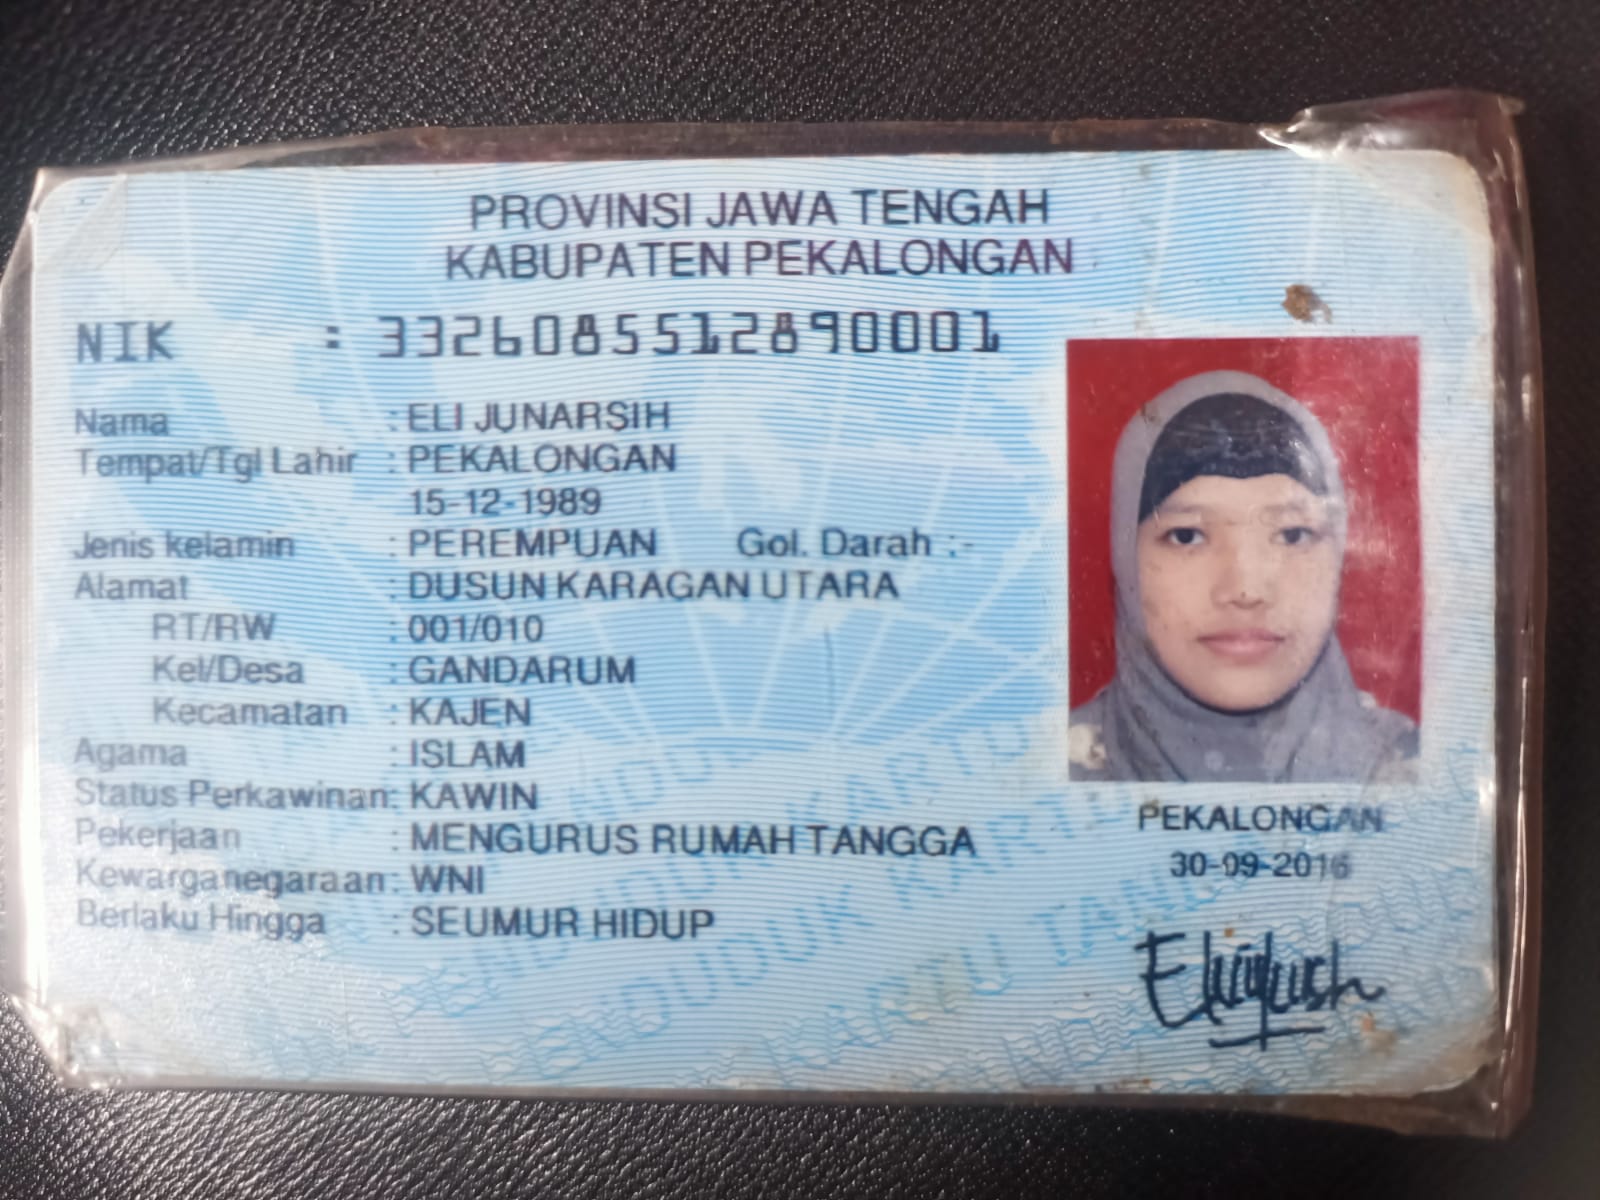 PROVINSI JAWA TENGAH
KABUPATEN PEKALONGAN
NIK : 3326085512890001
Nama : ELI JUNARSIH
Tempat/Tgl Lahir : PEKALONGAN
15-12-1989
Jenis kelamin : PEREMPUAN Gol. Darah :-
Alamat : DUSUN KARAGAN UTARA
RT/RW : 001/010
Kel/Desa : GANDARUM
Kecamatan : KAJEN
Agama : ISLAM
Status Perkawinan: KAWIN
Pekerjaan : MENGURUS RUMAH TANGGA
Kewarganegaraan: WNI
Berlaku Hingga : SEUMUR HIDUP
PEKALONGAN
30-09-2016